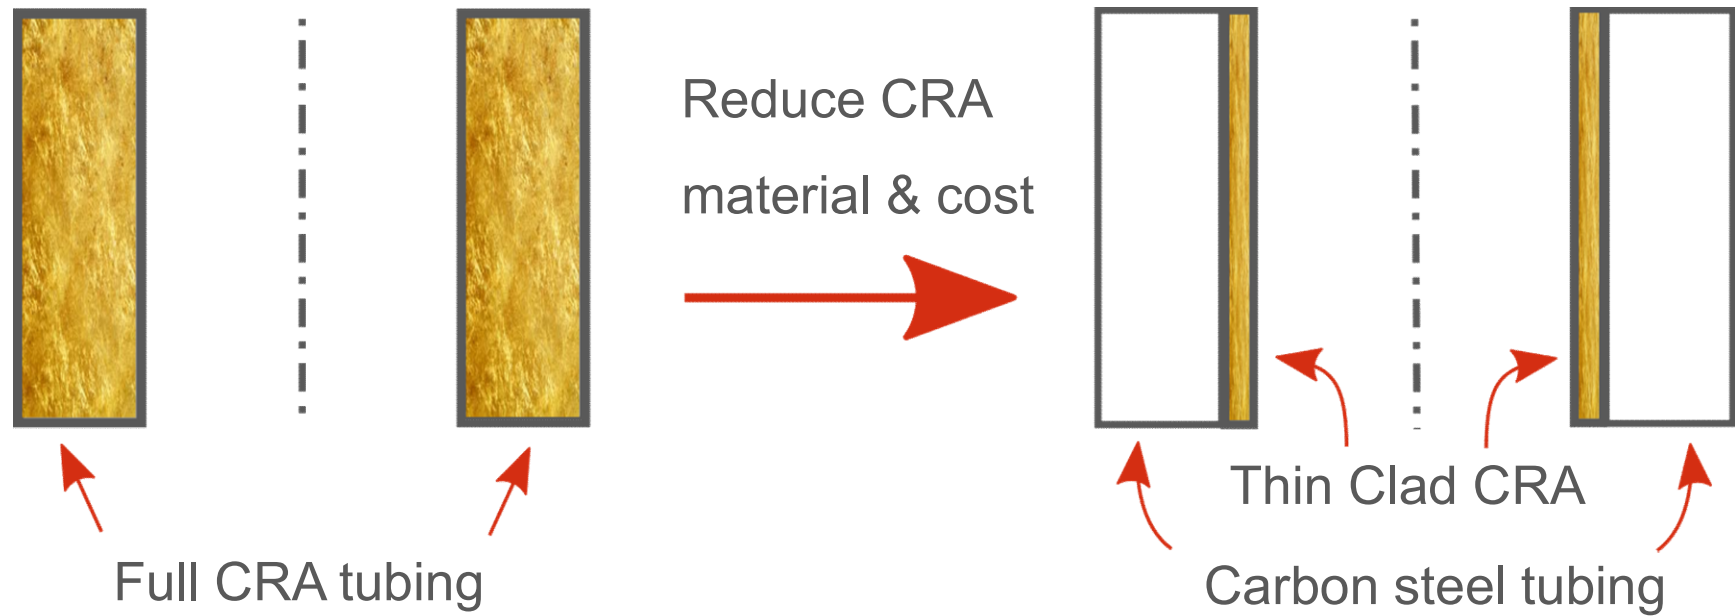 Reduce CRA
material & cost
Full CRA tubing
Thin Clad CRA
Carbon steel tubing